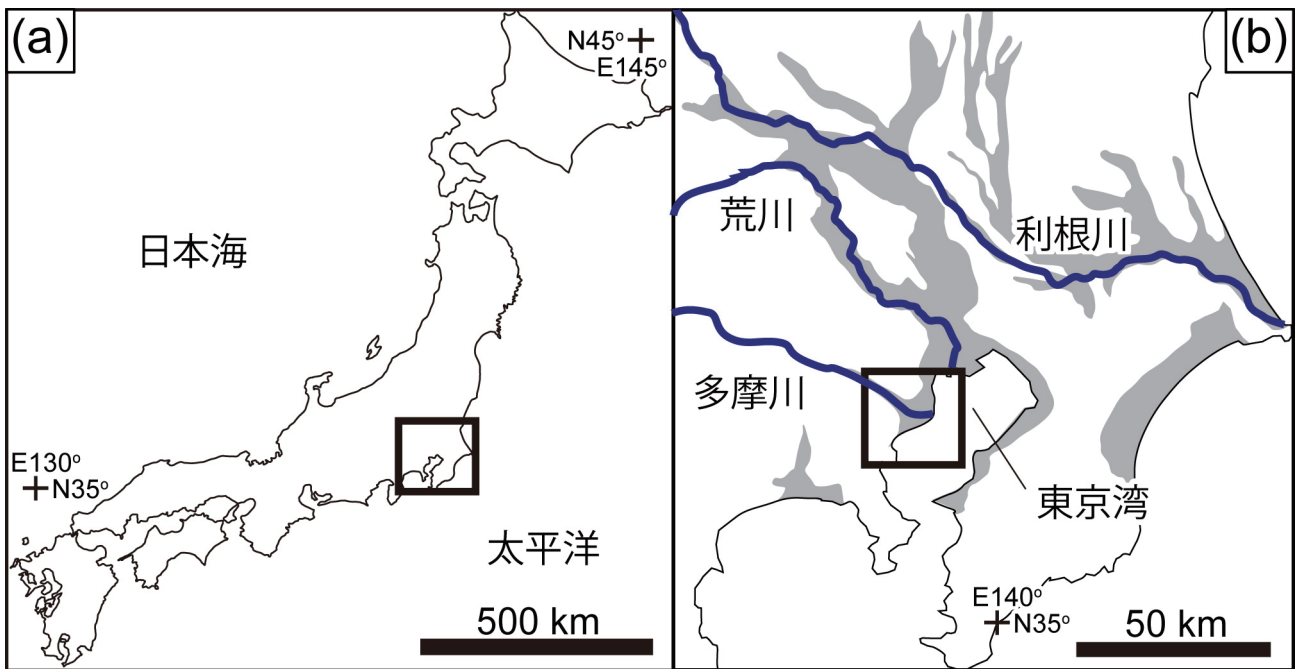 (a)
N45°
E145°
日本海
E130°
N35°
太平洋
500 km
(b)
荒川
利根川
多摩川
東京湾
E140°
N35°
50 km